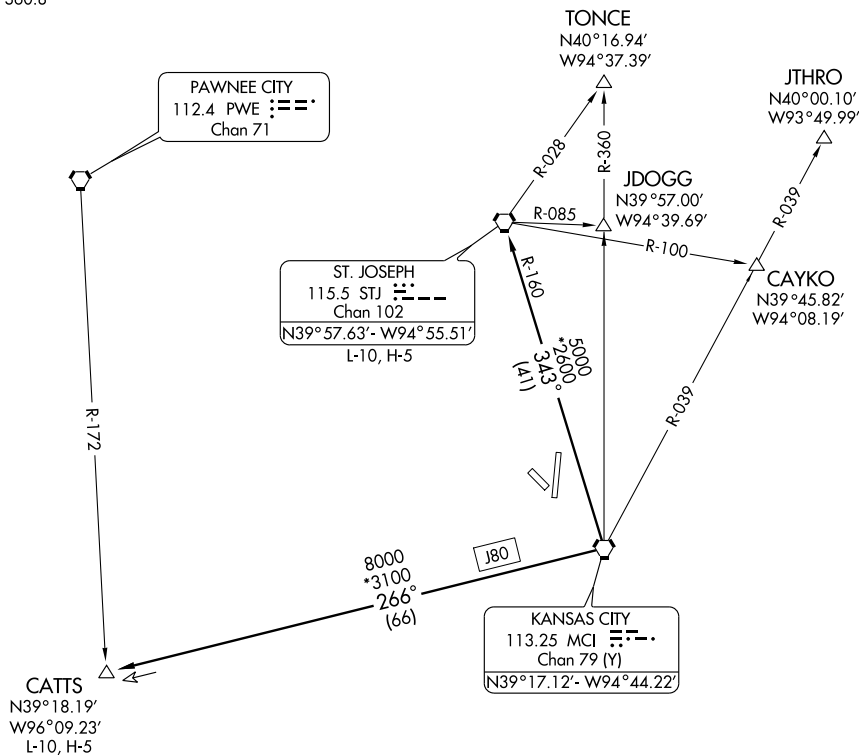 TONCE
N40°16.94'
W94°37.39'
JTHRO
N40°00.10'
W93°49.99'
PAWNEE CITY
112.4 PWE
Chan 71
R-028
R-360
R-039
JDOGG
N39°57.00'
W94°39.69'
R-085
R-100
R-160
ST. JOSEPH
115.5 STJ
Chan 102
N39°57.63'- W94°55.51'
L-10, H-5
CAYKO
N39°45.82'
W94°08.19'
5000
*2600
343°
(41)
R-172
R-039
J80
8000
*3100
266°
(66)
KANSAS CITY
113.25 MCI
Chan 79 (Y)
N39°17.12'- W94°44.22'
CATTS
N39°18.19'
W96°09.23'
L-10, H-5